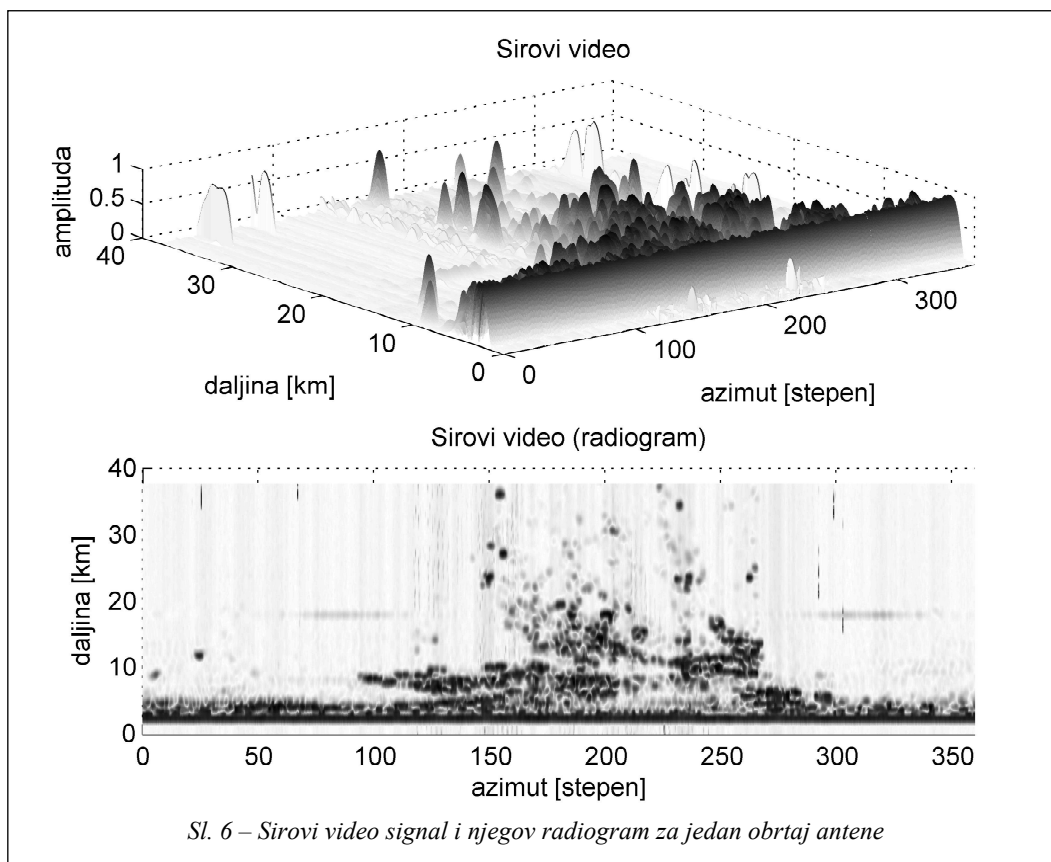 Sirovi video
amplituda
1
0.5
0
40
30
20
10
0
daljina [km]
0
100
200
300
azimut [stepen]
Sirovi video (radiogram)
daljina [km]
40
30
20
10
0
0 50 100 150 200 250 300 350
azimut [stepen]
Sl. 6 – Sirovi video signal i njegov radiogram za jedan obrtaj antene